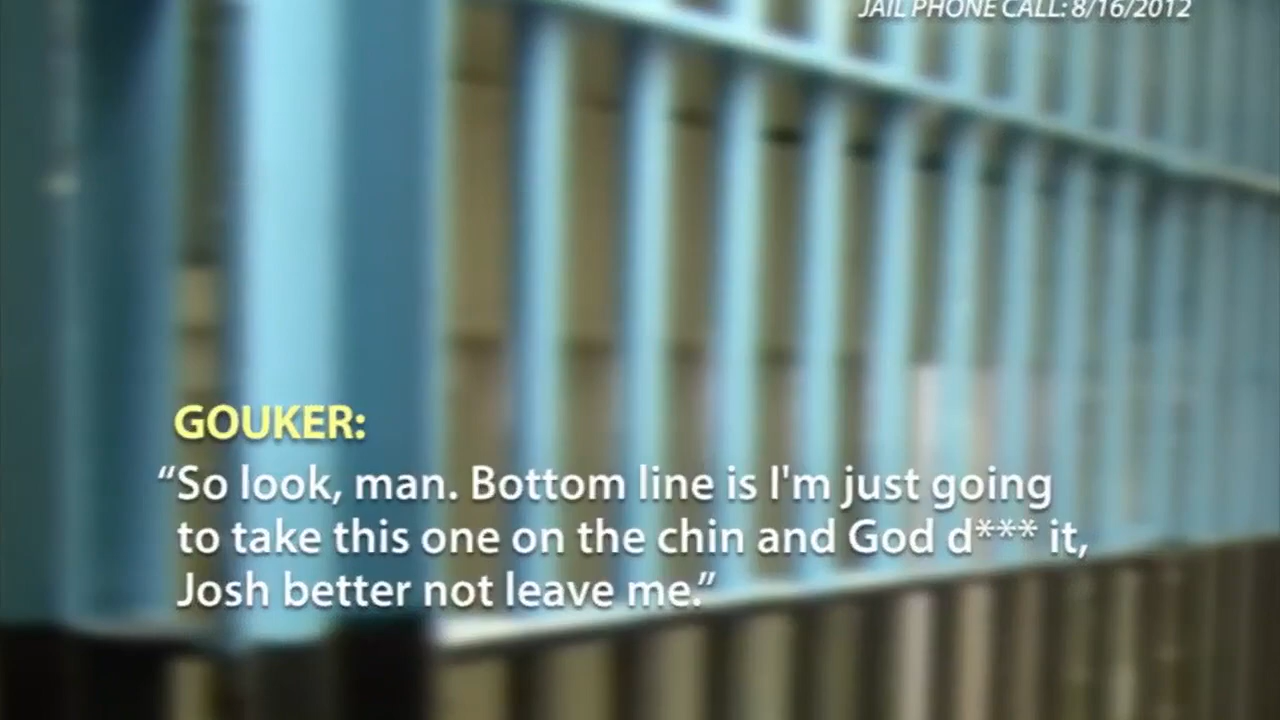 JAIL PHONE CALL: 8/16/2012
GOUKER:
“So look, man. Bottom line is I'm just going
to take this one on the chin and God d*** it,
Josh better not leave me.”